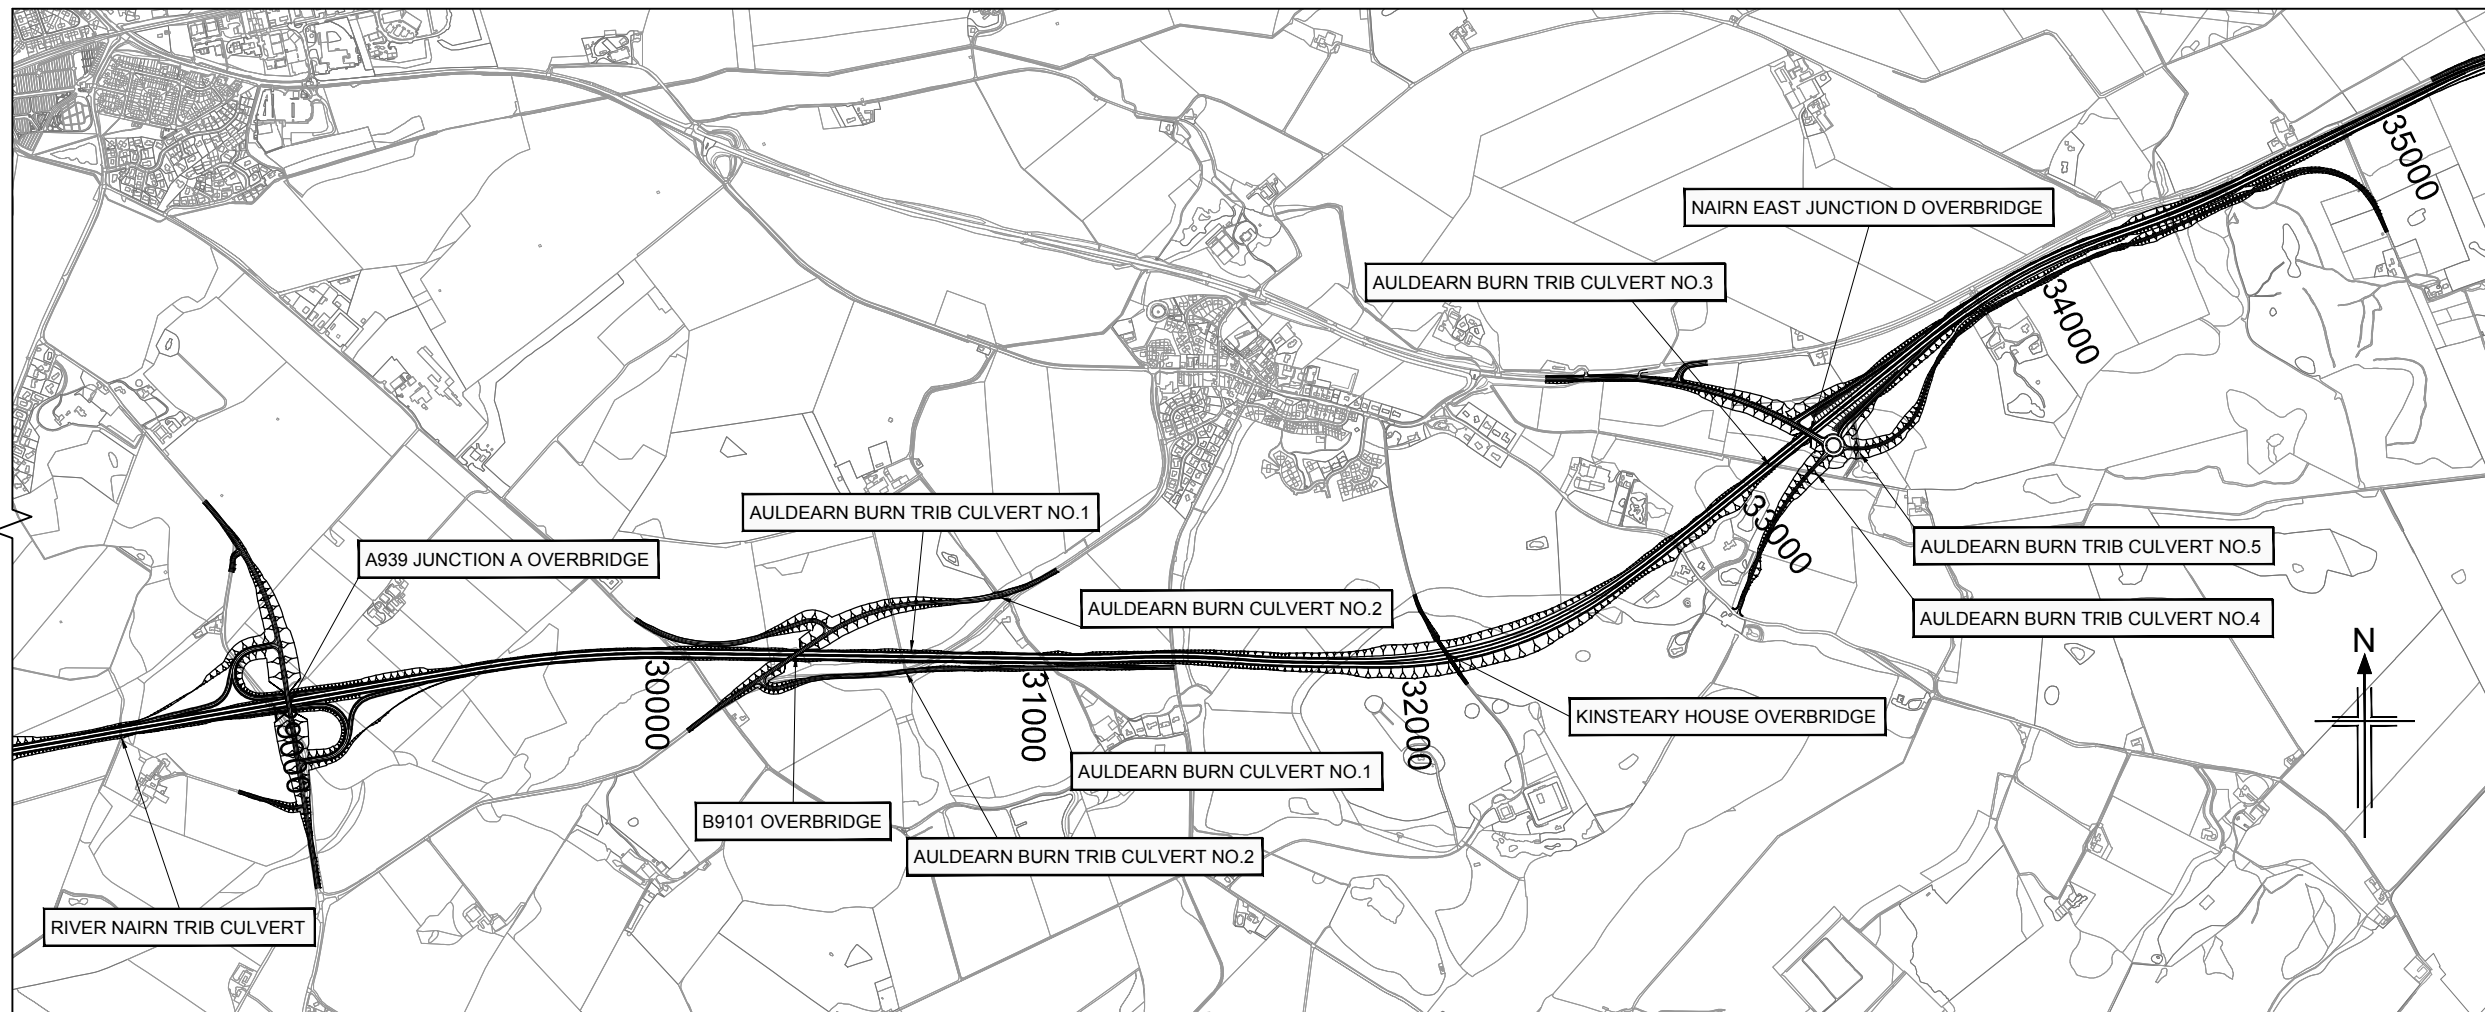 35000
NAIRN EAST JUNCTION D OVERBRIDGE
AULDEARN BURN TRIB CULVERT NO.3
34000
AULDEARN BURN TRIB CULVERT NO.1
33000
A939 JUNCTION A OVERBRIDGE
AULDEARN BURN TRIB CULVERT NO.5
AULDEARN BURN CULVERT NO.2
AULDEARN BURN TRIB CULVERT NO.4
N
30000
31000
32000
KINSTEARY HOUSE OVERBRIDGE
AULDEARN BURN CULVERT NO.1
B9101 OVERBRIDGE
AULDEARN BURN TRIB CULVERT NO.2
RIVER NAIRN TRIB CULVERT